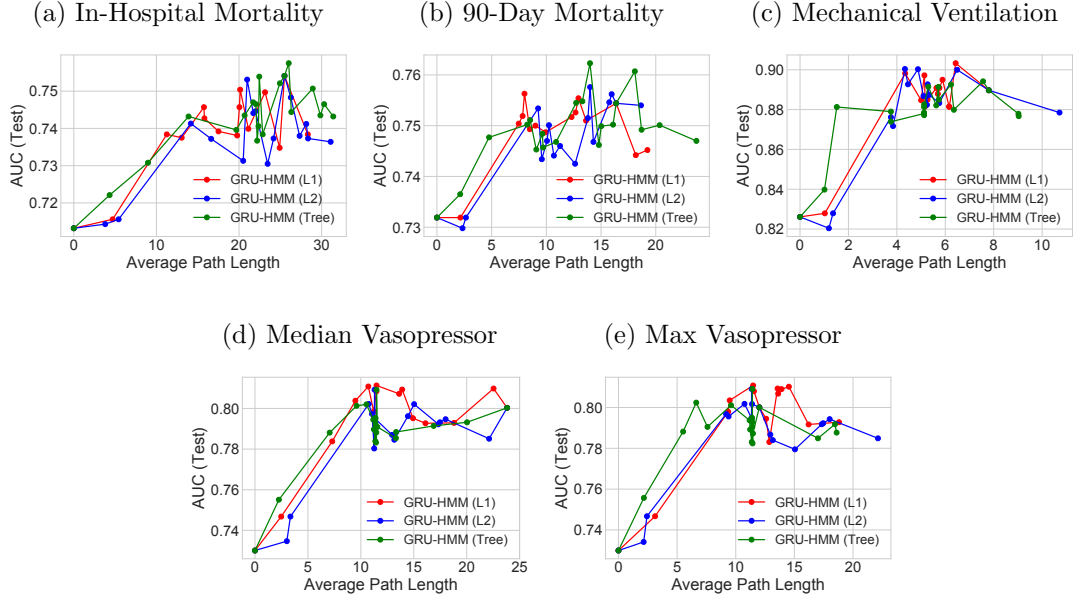 (a) In-Hospital Mortality
(b) 90-Day Mortality
(c) Mechanical Ventilation
AUC (Test)
0.75
0.74
0.73
0.72
GRU-HMM (L1)
GRU-HMM (L2)
GRU-HMM (Tree)
0 10 20 30
Average Path Length
AUC (Test)
0.76
0.75
0.74
0.73
GRU-HMM (L1)
GRU-HMM (L2)
GRU-HMM (Tree)
0 5 10 15 20
Average Path Length
AUC (Test)
0.90
0.88
0.86
0.84
0.82
GRU-HMM (L1)
GRU-HMM (L2)
GRU-HMM (Tree)
0 2 4 6 8 10
Average Path Length
(d) Median Vasopressor
(e) Max Vasopressor
AUC (Test)
0.80
0.78
0.76
0.74
GRU-HMM (L1)
GRU-HMM (L2)
GRU-HMM (Tree)
0 5 10 15 20 25
Average Path Length
AUC (Test)
0.80
0.78
0.76
0.74
GRU-HMM (L1)
GRU-HMM (L2)
GRU-HMM (Tree)
0 5 10 15 20
Average Path Length